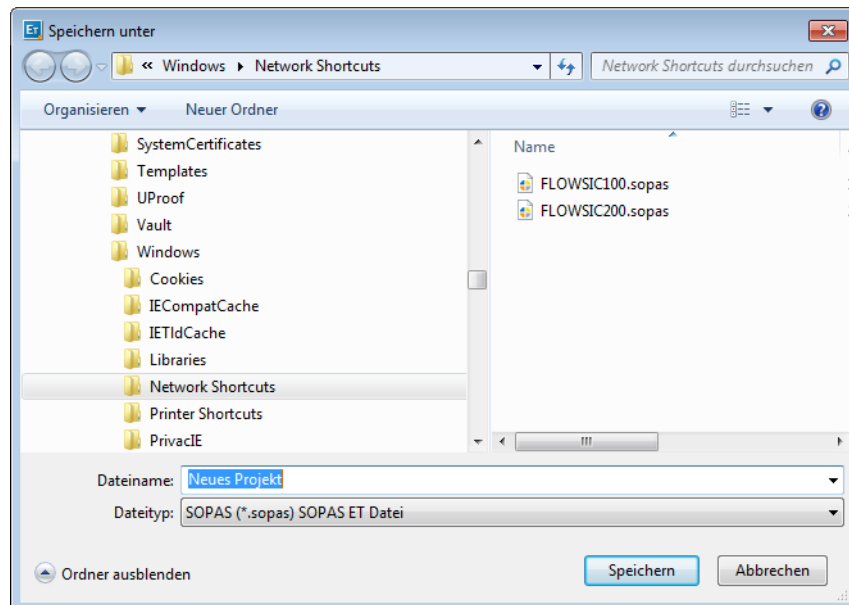 ET Speichern unter
« Windows Network Shortcuts
Network Shortcuts durchsuchen
Organisieren Neuer Ordner
SystemCertificates
Templates
UProof
Vault
Windows
Cookies
IECompatCache
IETldCache
Libraries
Network Shortcuts
Printer Shortcuts
PrivacIE
Name
FLOWSIC100.sopas
FLOWSIC200.sopas
Dateiname: Neues Projekt
Dateityp: SOPAS (*.sopas) SOPAS ET Datei
Ordner ausblenden
Speichern Abbrechen